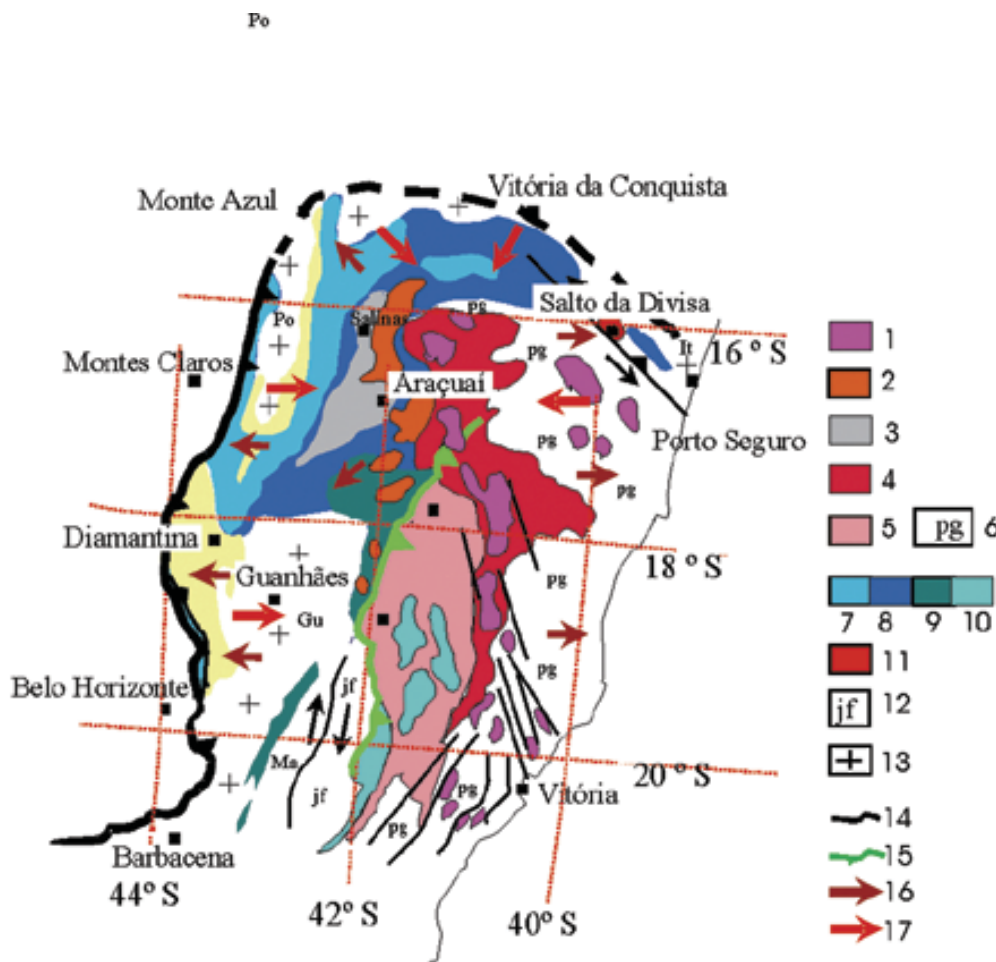 Po
Vitória da Conquista
Monte Azul
pg
Salto da Divisa
Po
Salinas
pg
It
16 º S
Montes Claros
Araçuaí
Porto Seguro
pg
pg
pg
Diamantina
18 º S
Guanhães
pg
Gu
pg
Belo Horizonte
jf
Ma
jf
pg
20 º S
Vitória
pg
Barbacena
44º S
42º S
40º S
1
2
3
4
5
pg 6
7 8 9 10
11
jf 12
+ 13
14
15
16
17